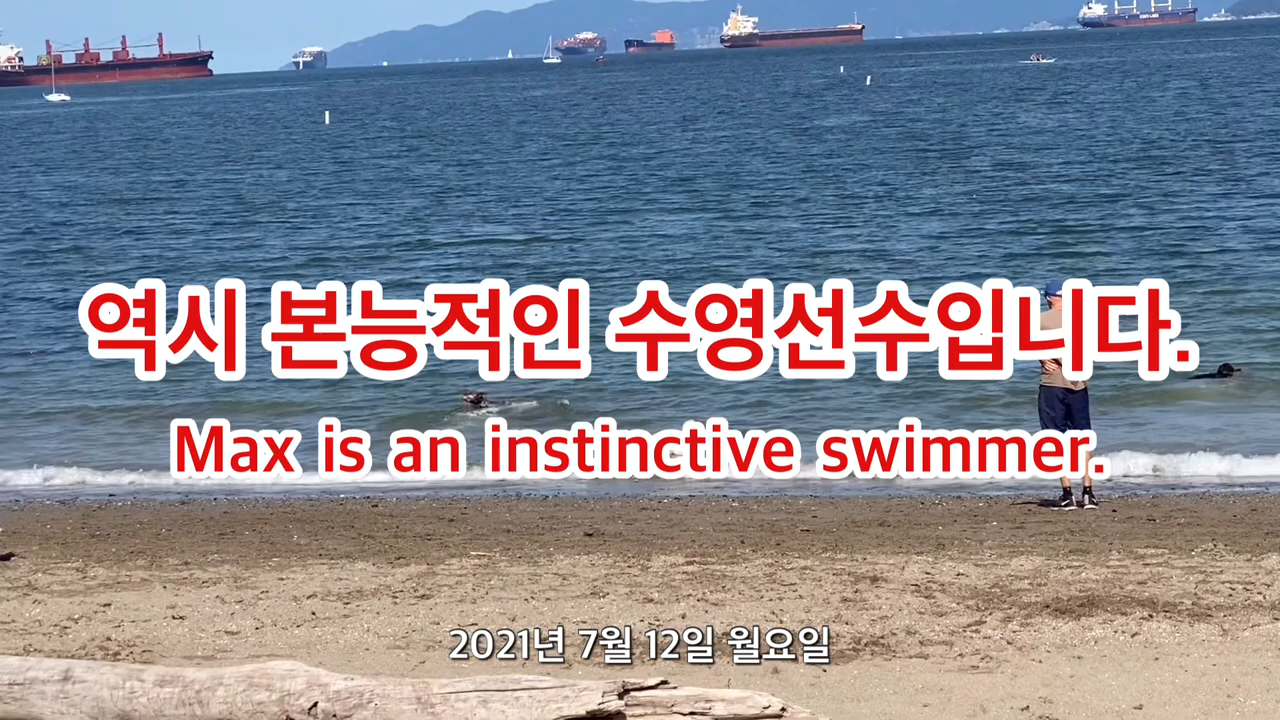 역시 본능적인 수영선수입니다.
Max is an instinctive swimmer.
2021년 7월 12일 월요일